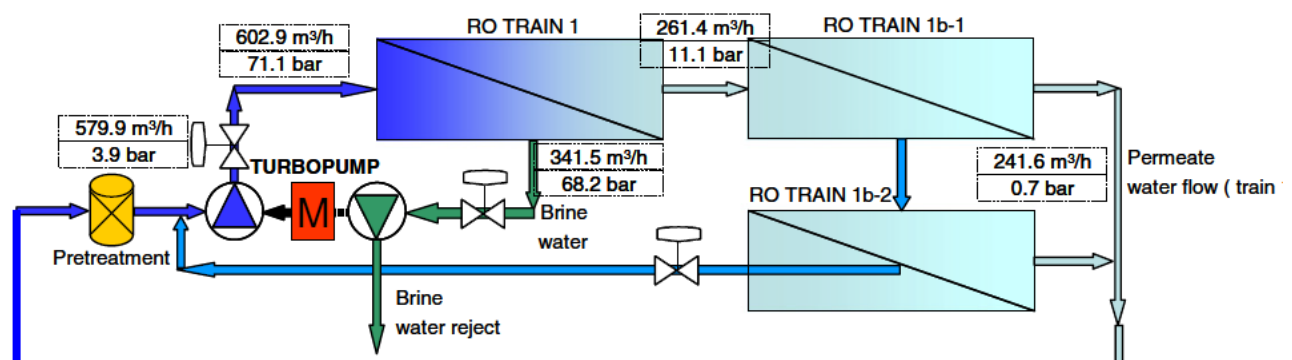 RO TRAIN 1
RO TRAIN 1b-1
602.9 m³/h
71.1 bar
261.4 m³/h
11.1 bar
579.9 m³/h
3.9 bar
TURBOPUMP
M
341.5 m³/h
68.2 bar
241.6 m³/h
0.7 bar
Permeate
water flow ( train
RO TRAIN 1b-2
Brine
water
Pretreatment
Brine
water reject